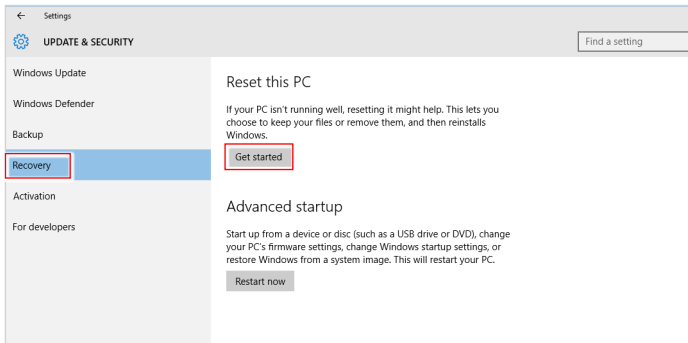 Settings
UPDATE & SECURITY
Find a setting
Windows Update
Windows Defender
Backup
Recovery
Activation
For developers
Reset this PC
If your PC isn't running well, resetting it might help. This lets you
choose to keep your files or remove them, and then reinstalls
Windows.
Get started
Advanced startup
Start up from a device or disc (such as a USB drive or DVD), change
your PC's firmware settings, change Windows startup settings, or
restore Windows from a system image. This will restart your PC.
Restart now